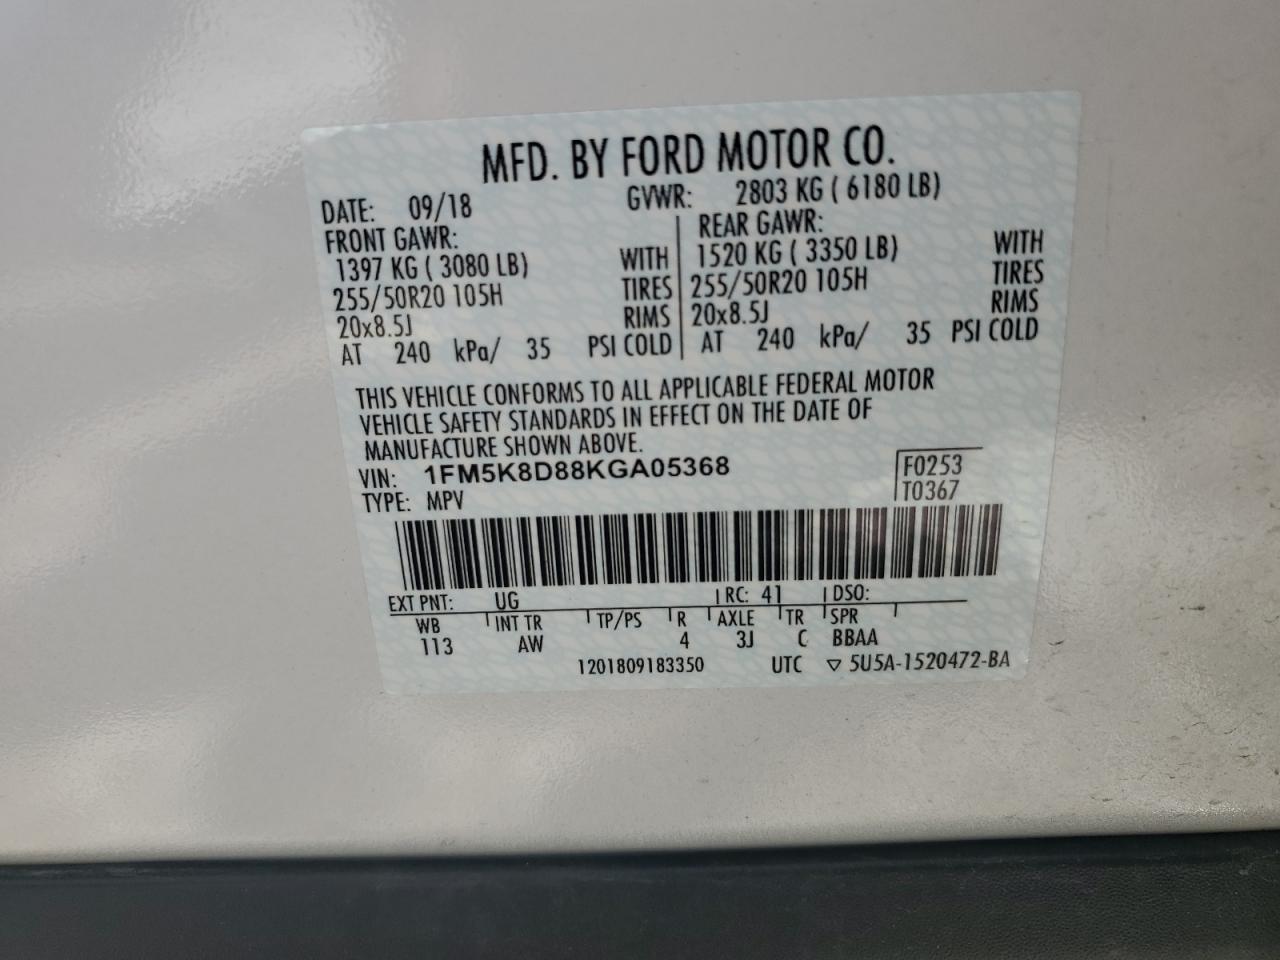 MFD. BY FORD MOTOR CO.
DATE: 09/18 GVWR: 2803 KG ( 6180 LB)
FRONT GAWR: REAR GAWR:
1397 KG ( 3080 LB) WITH 1520 KG ( 3350 LB) WITH
255/50R20 105H TIRES 255/50R20 105H TIRES
20x8.5J RIMS 20x8.5J RIMS
AT 240 kPa/ 35 PSI COLD AT 240 kPa/ 35 PSI COLD
THIS VEHICLE CONFORMS TO ALL APPLICABLE FEDERAL MOTOR
VEHICLE SAFETY STANDARDS IN EFFECT ON THE DATE OF
MANUFACTURE SHOWN ABOVE.
VIN: 1FM5K8D88KGA05368 F0253
TYPE: MPV T0367
EXT PNT: UG RC: 41 DSO:
WB INT TR TP/PS R AXLE TR SPR
113 AW 4 3J C BBAA
1201809183350 UTC ▽ 5U5A-1520472-BA